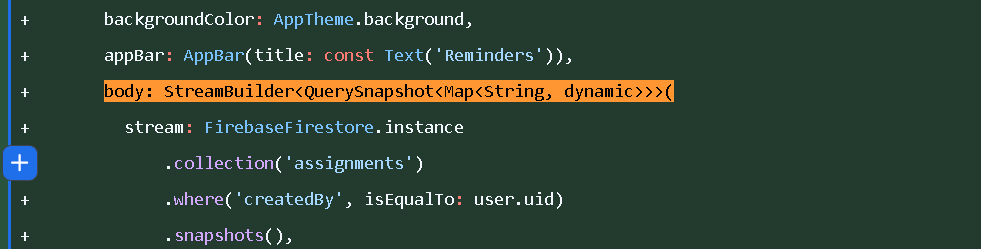 + backgroundColor: AppTheme.background,
+ appBar: AppBar(title: const Text('Reminders')),
+ body: StreamBuilder<QuerySnapshot<Map<String, dynamic>>>(
+ stream: FirebaseFirestore.instance
+ .collection('assignments')
+ .where('createdBy', isEqualTo: user.uid)
+ .snapshots(),